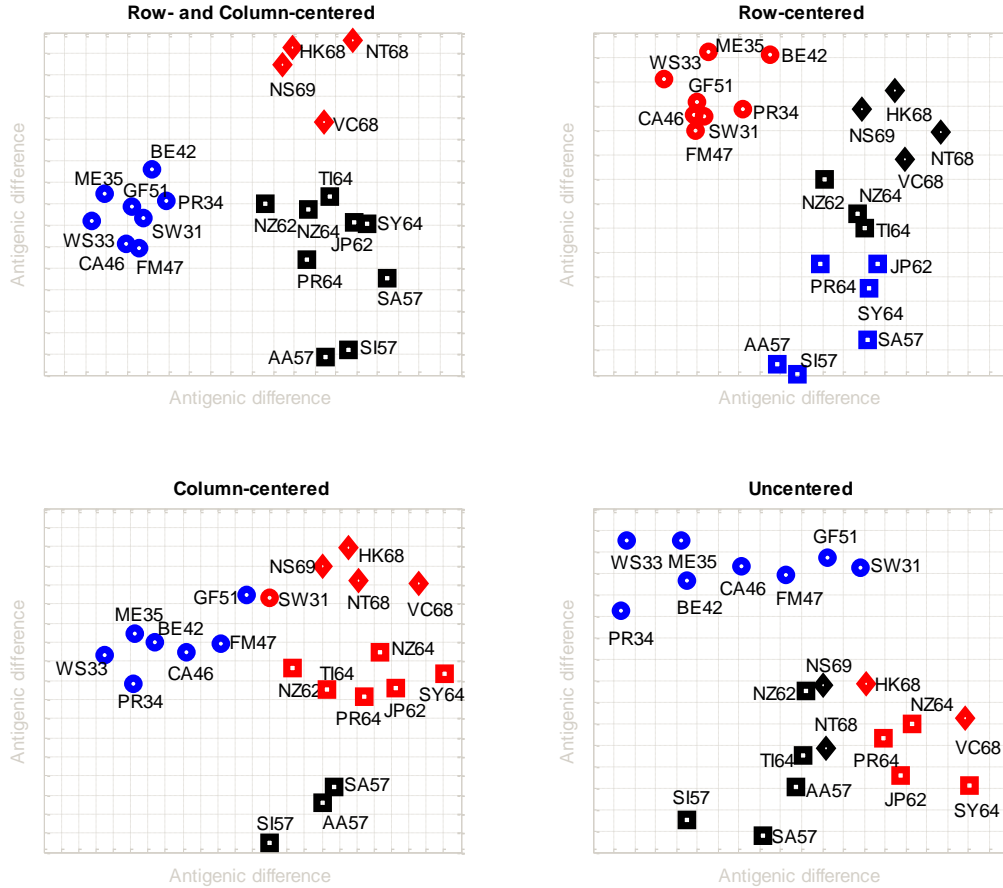 Row- and Column-centered
HK68
NT68
NS69
VC68
BE42
ME35
GF51
PR34
SW31
WS33
CA46
FM47
TI64
NZ62
NZ64
JP62
SY64
PR64
SA57
AA57
SI57
Antigenic difference
Antigenic difference
Row-centered
ME35
BE42
WS33
GF51
CA46
SW31
PR34
FM47
HK68
NS69
NT68
VC68
NZ62
NZ64
TI64
PR64
JP62
SY64
SA57
AA57
SI57
Antigenic difference
Antigenic difference
Column-centered
HK68
NS69
NT68
VC68
GF51
SW31
ME35
BE42
FM47
WS33
CA46
PR34
NZ64
TI64
NZ62
SY64
JP62
PR64
SA57
AA57
SI57
Antigenic difference
Antigenic difference
Uncentered
GF51
WS33
ME35
SW31
CA46
FM47
BE42
PR34
NS69
NZ62
HK68
NZ64
NT68
VC68
TI64
PR64
AA57
JP62
SI57
SY64
SA57
Antigenic difference
Antigenic difference